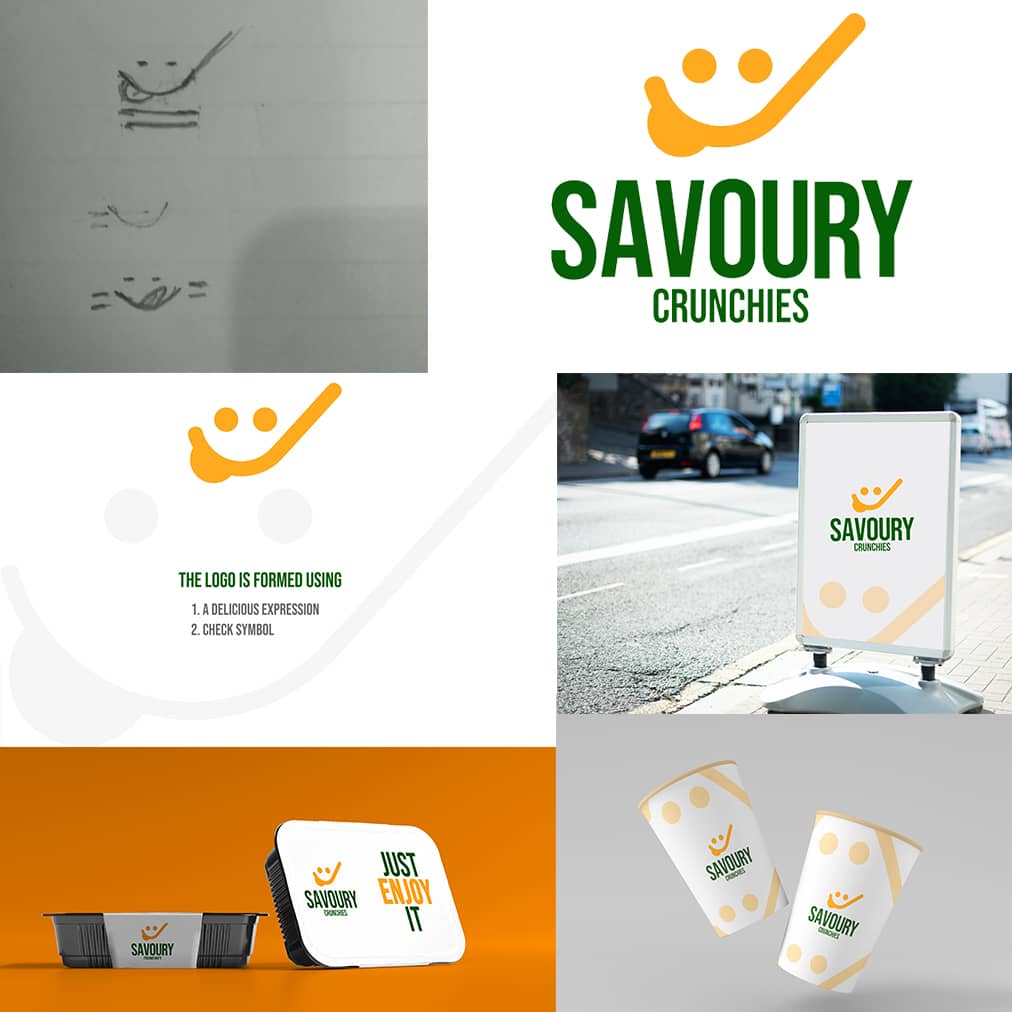 SAVOURY
CRUNCHIES
THE LOGO IS FORMED USING
1. A DELICIOUS EXPRESSION
2. CHECK SYMBOL
SAVOURY
CRUNCHIES
SAVOURY
CRUNCHIES
JUST
ENJOY
IT
SAVOURY
CRUNCHIES
SAVOURY
CRUNCHIES
SAVOURY
CRUNCHIES